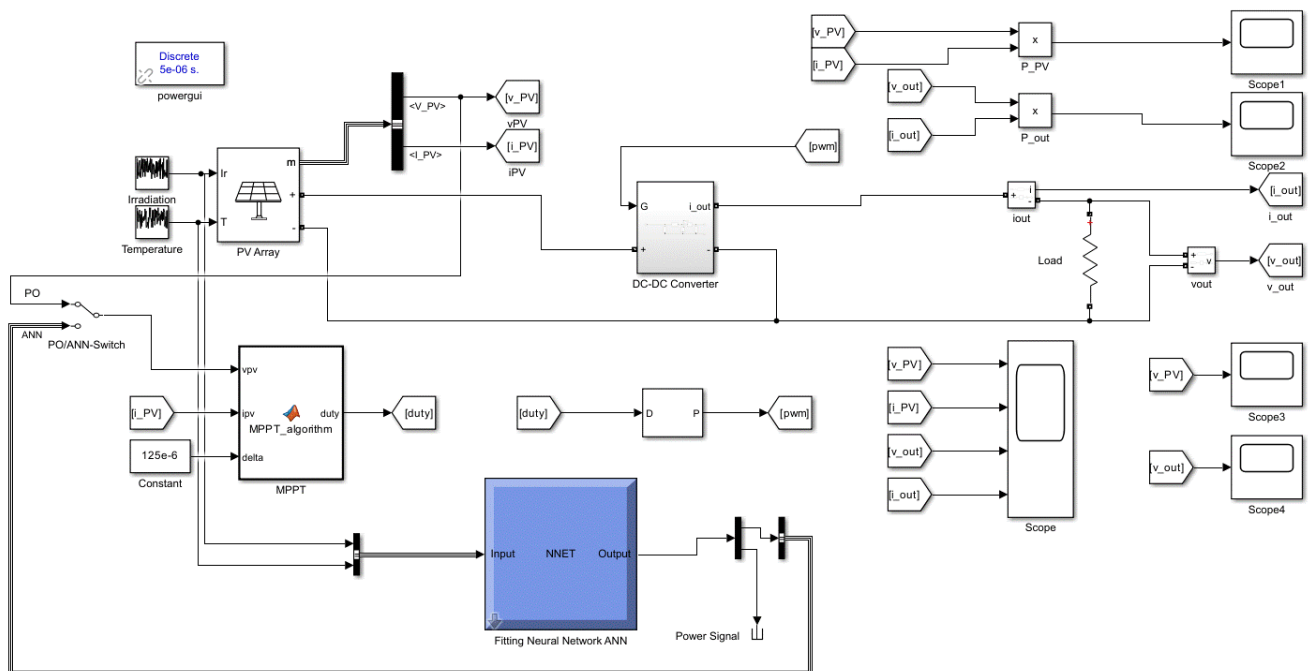 Discrete
5e-06 s.
powergui
<V_PV>
[v_PV]
vPV
<I_PV>
[i_PV]
iPV
[v_PV]
[i_PV]
x
P_PV
Scope1
[v_out]
[i_out]
x
P_out
Scope2
[pwm]
Irradiation
Temperature
Ir
T
m
+
-
PV Array
G
i_out
+
-
DC-DC Converter
+
i
-
iout
[i_out]
i_out
Load
+
+
-
v
vout
[v_out]
v_out
PO
ANN
PO/ANN-Switch
vpv
[i_PV]
ipv
duty
MPPT_algorithm
125e-6
delta
Constant
MPPT
[duty]
[duty]
D
P
[pwm]
[v_PV]
[i_PV]
[v_out]
[i_out]
Scope
[v_PV]
Scope3
[v_out]
Scope4
Input
NNET
Output
Fitting Neural Network ANN
Power Signal